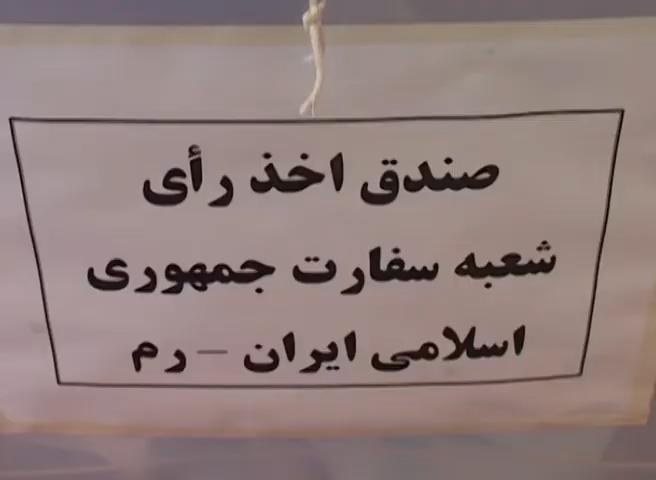 صندق اخذ رأی
شعبه سفارت جمهوری
اسلامی ایران – رم